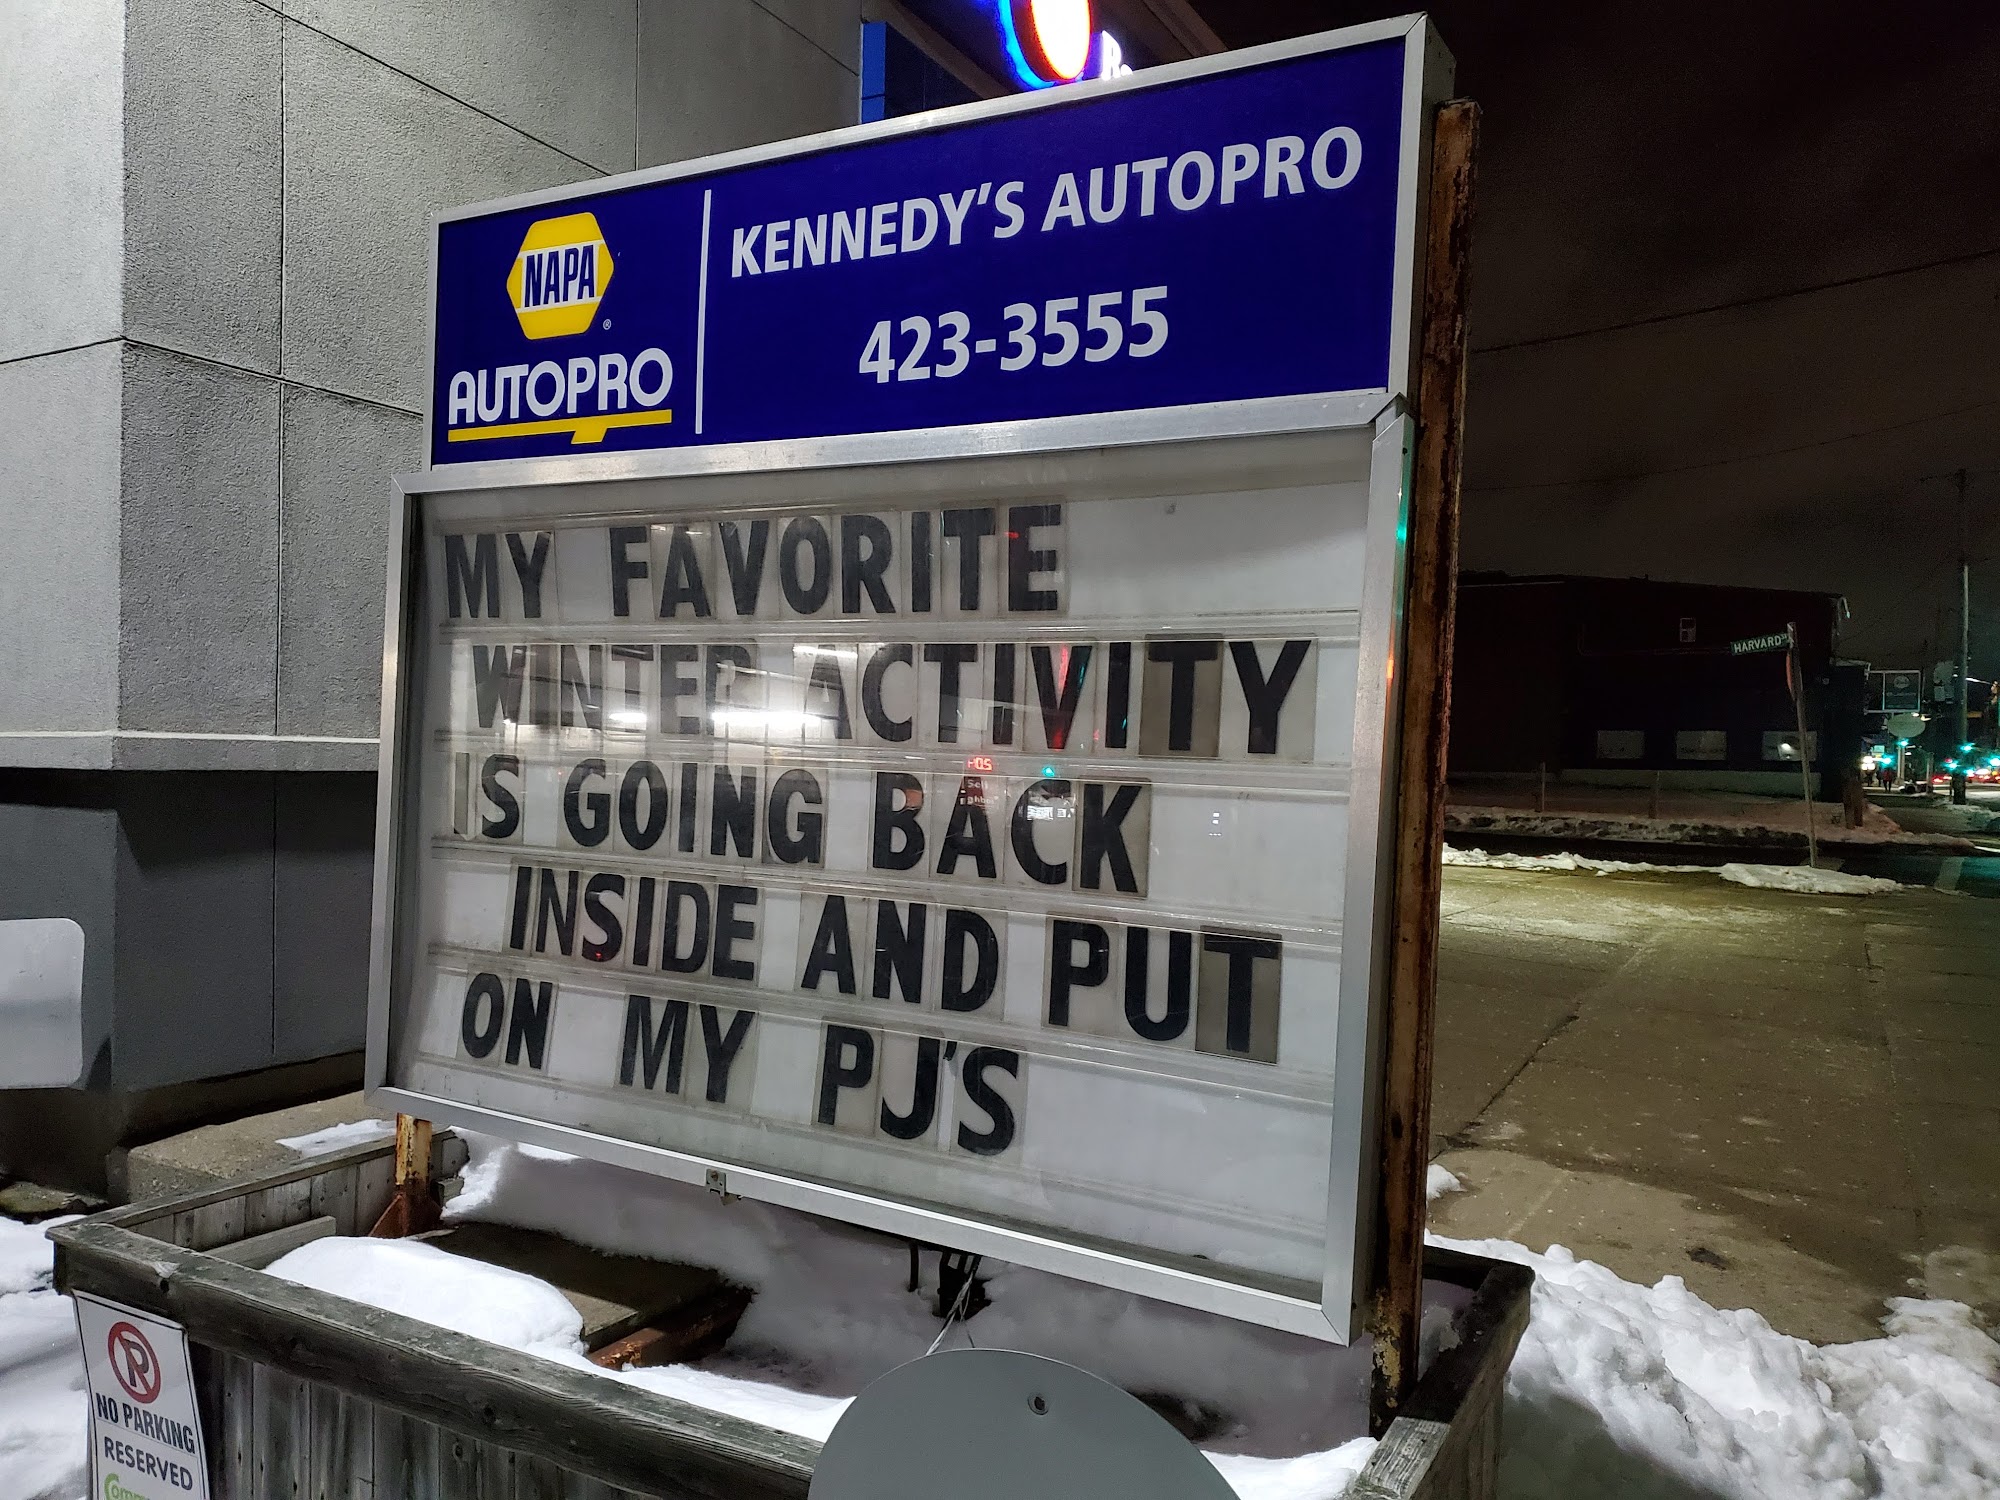 NAPA
AUTOPRO
KENNEDY'S AUTOPRO
423-3555
MY FAVORITE
WINTER ACTIVITY
IS GOING BACK
INSIDE AND PUT
ON MY PJ'S
HARVARD
NO PARKING
RESERVED